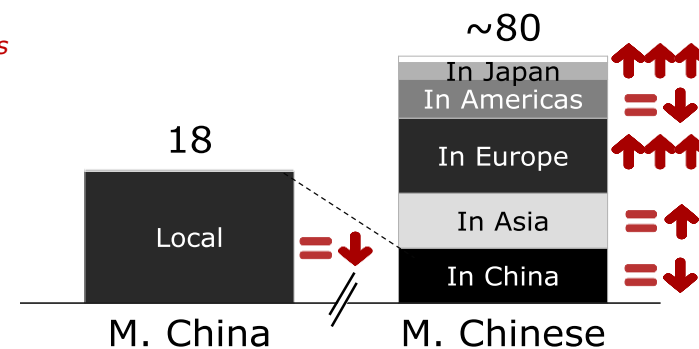 s
~80
In Japan
In Americas
18
In Europe
Local
=
In Asia
=
In China
=
=
M. China
M. Chinese